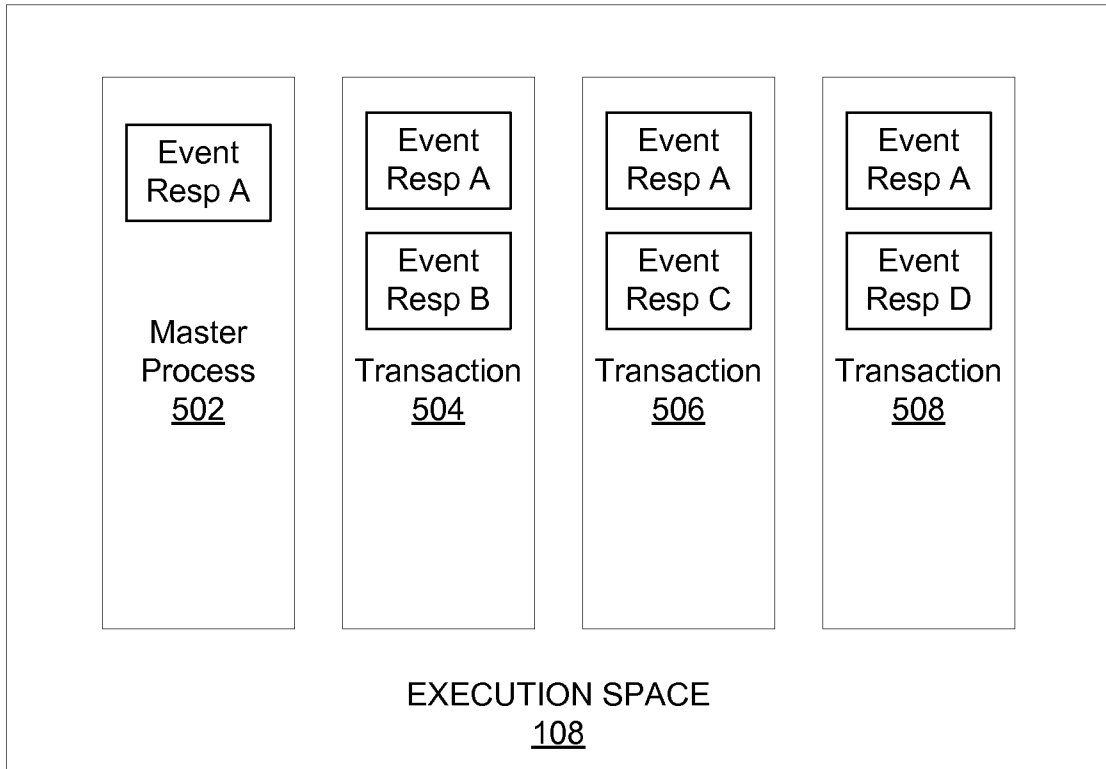 Event
Resp A
Master
Process
502
Event
Resp A
Event
Resp B
Transaction
504
Event
Resp A
Event
Resp C
Transaction
506
Event
Resp A
Event
Resp D
Transaction
508
EXECUTION SPACE
108